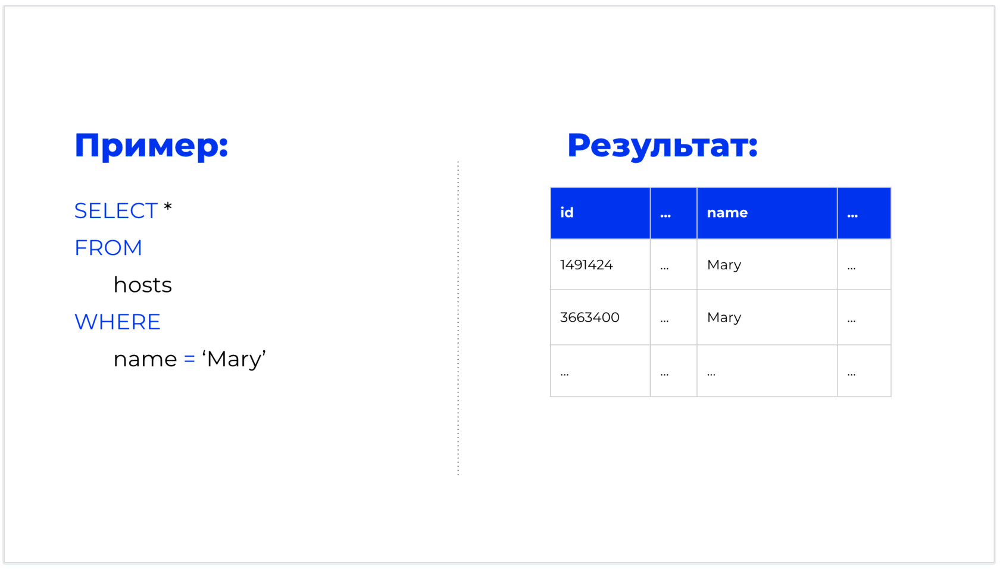 Пример:
SELECT *
FROM
hosts
WHERE
name = ‘Mary’
Результат:
id ... name ...
1491424 ... Mary ...
3663400 ... Mary ...
... ... ... ...